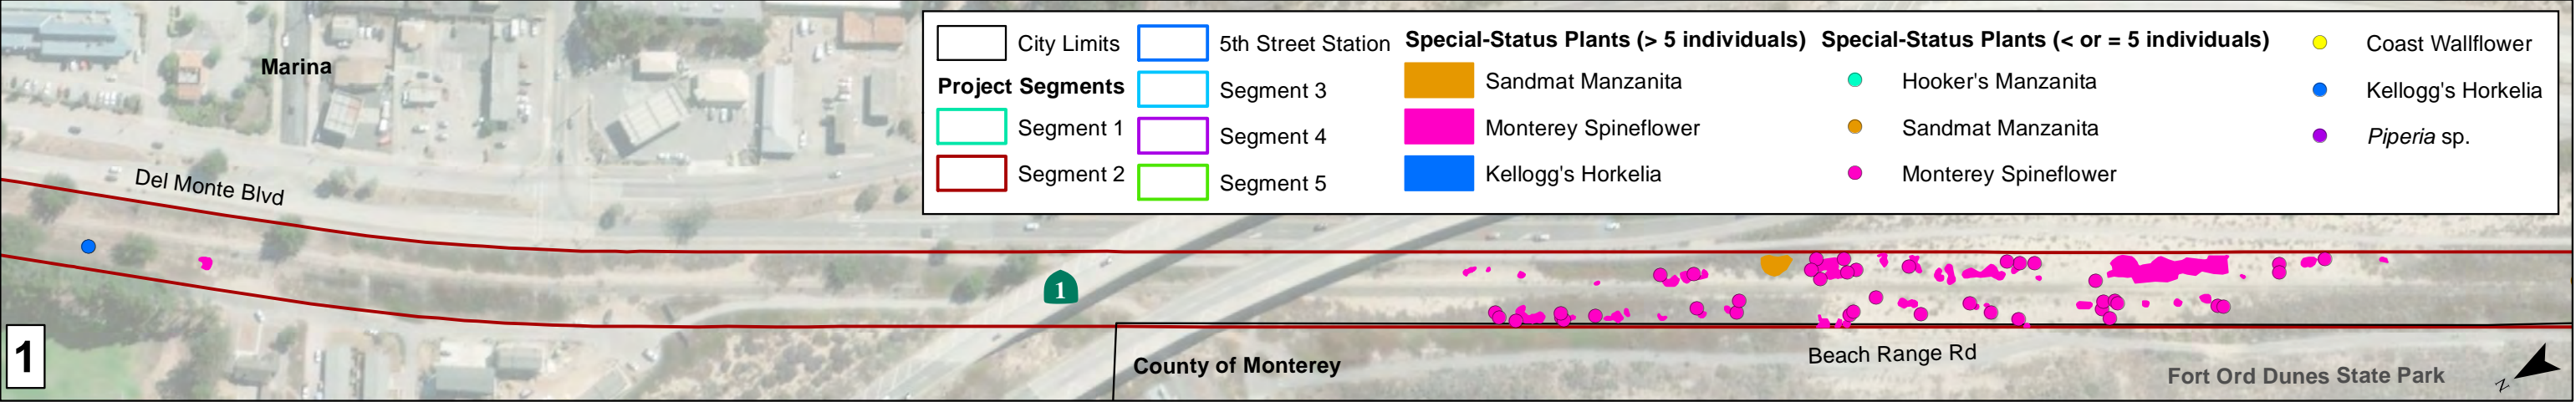 Marina
Del Monte Blvd
1
City Limits
Project Segments
Segment 1
Segment 2
5th Street Station
Segment 3
Segment 4
Segment 5
Special-Status Plants (> 5 individuals)
Sandmat Manzanita
Monterey Spineflower
Kellogg's Horkelia
Special-Status Plants (< or = 5 individuals)
Hooker's Manzanita
Sandmat Manzanita
Monterey Spineflower
Coast Wallflower
Kellogg's Horkelia
Piperia sp.
1
County of Monterey
Beach Range Rd
Fort Ord Dunes State Park
N